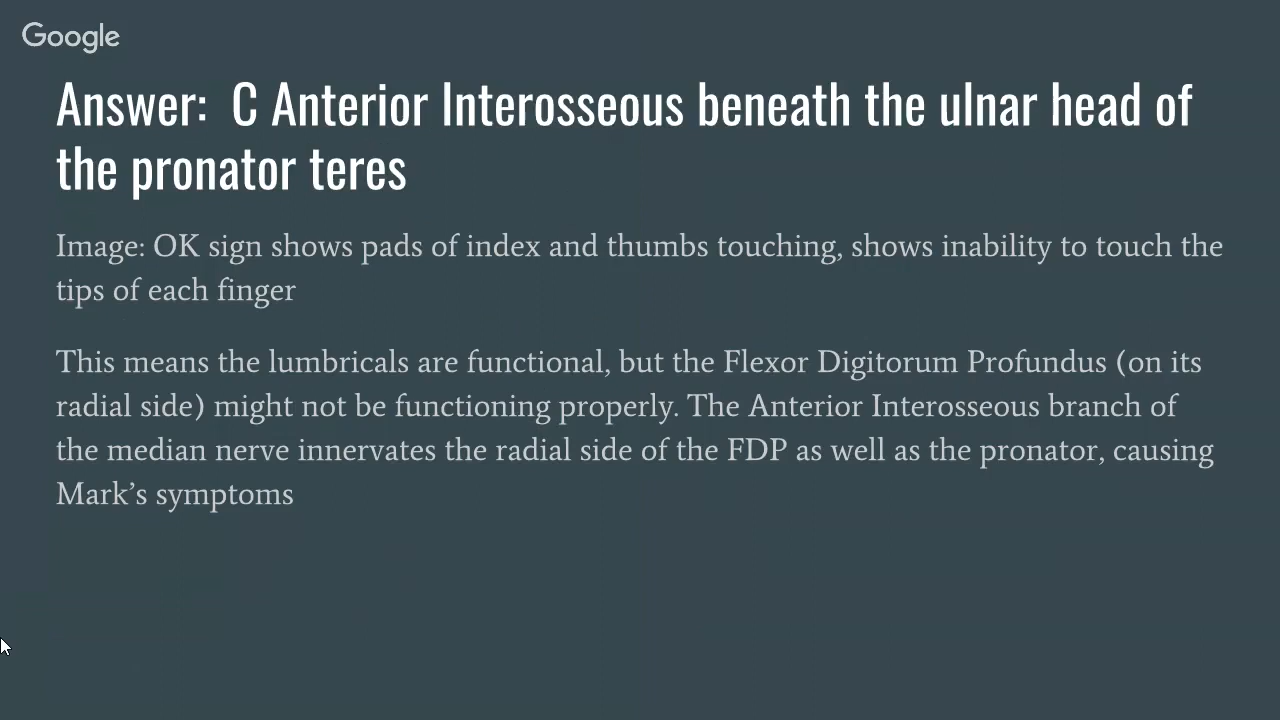 Google
Answer:  C Anterior Interosseous beneath the ulnar head of
the pronator teres
Image: OK sign shows pads of index and thumbs touching, shows inability to touch the
tips of each finger
This means the lumbricals are functional, but the Flexor Digitorum Profundus (on its
radial side) might not be functioning properly. The Anterior Interosseous branch of
the median nerve innervates the radial side of the FDP as well as the pronator, causing
Mark's symptoms